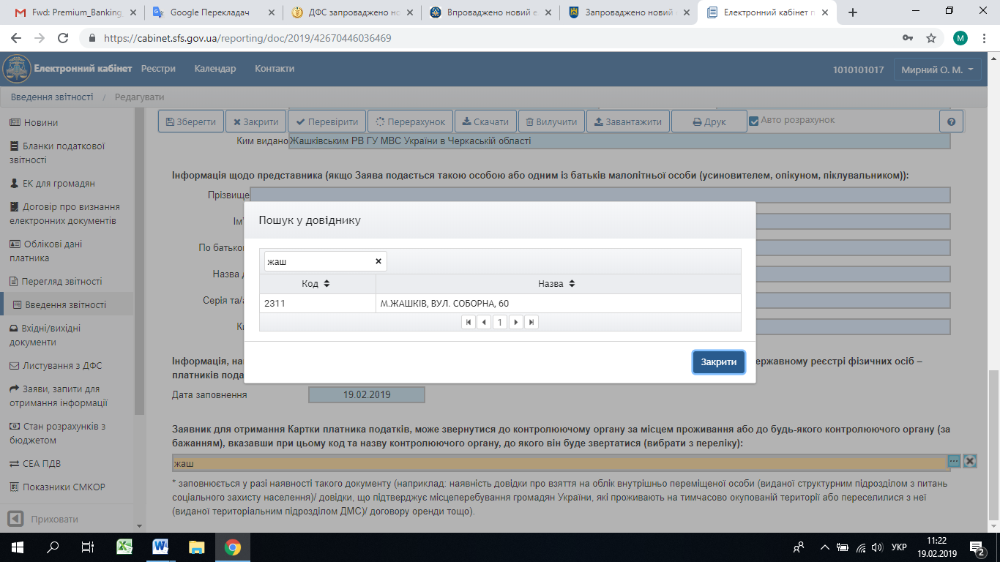 Fwd: Premium_Banking
Google Перекладач
ДФС запроваджено но
Впроваджено новий е
Запроваджено новий
Електронний кабінет п
https://cabinet.sfs.gov.ua/reporting/doc/2019/42670446036469
М
Електронний кабінет Реєстри Календар Контакти 1010101017 Мирний О. М.
Введення звітності / Редагувати
Новини
Бланки податкової
звітності
ЕК для громадян
Договір про визнання
електронних документів
Облікові дані
платника
Перегляд звітності
Введення звітності
Вхідні/вихідні
документи
Листування з ДФС
Заяви, запити для
отримання інформації
Стан розрахунків з
бюджетом
СЕА ПДВ
Показники СМКОР
Приховати
Зберегти Закрити Перевірити Перерахунок Скачати Вилучити Завантажити Друк Авто розрахунок
Ким видано Жашківським РВ ГУ МВС України в Черкаській області
Інформація щодо представника (якщо Заява подається такою особою або одним із батьків малолітньої особи (усиновителем, опікуном, піклувальником)):
Прізвище
Ім'
По батьков
Назва д
Серія та/а
Ки
Пошук у довіднику
жаш
Код Назва
2311 М.ЖАШКІВ, ВУЛ. СОБОРНА, 60
1
Закрити
Інформація, на ержавному реєстрі фізичних осіб –
платників пода
Дата заповнення 19.02.2019
Заявник для отримання Картки платника податків, може звернутися до контролюючому органу за місцем проживання або до будь-якого контролюючого органу (за
бажанням), вказавши при цьому код та назву контролюючого органу, до якого він буде звертатися (вибрати з переліку):
жаш
* заповнюється у разі наявності такого документу (наприклад: наявність довідки про взяття на облік внутрішньо переміщеної особи (виданої структурним підрозділом з питань
соціального захисту населення)/ довідки, що підтверджує місцеперебування громадян України, які проживають на тимчасово окупованій території або переселилися з неї
(виданої територіальним підрозділом ДМС)/ договору оренди тощо).
УКР
11:22
19.02.2019
2